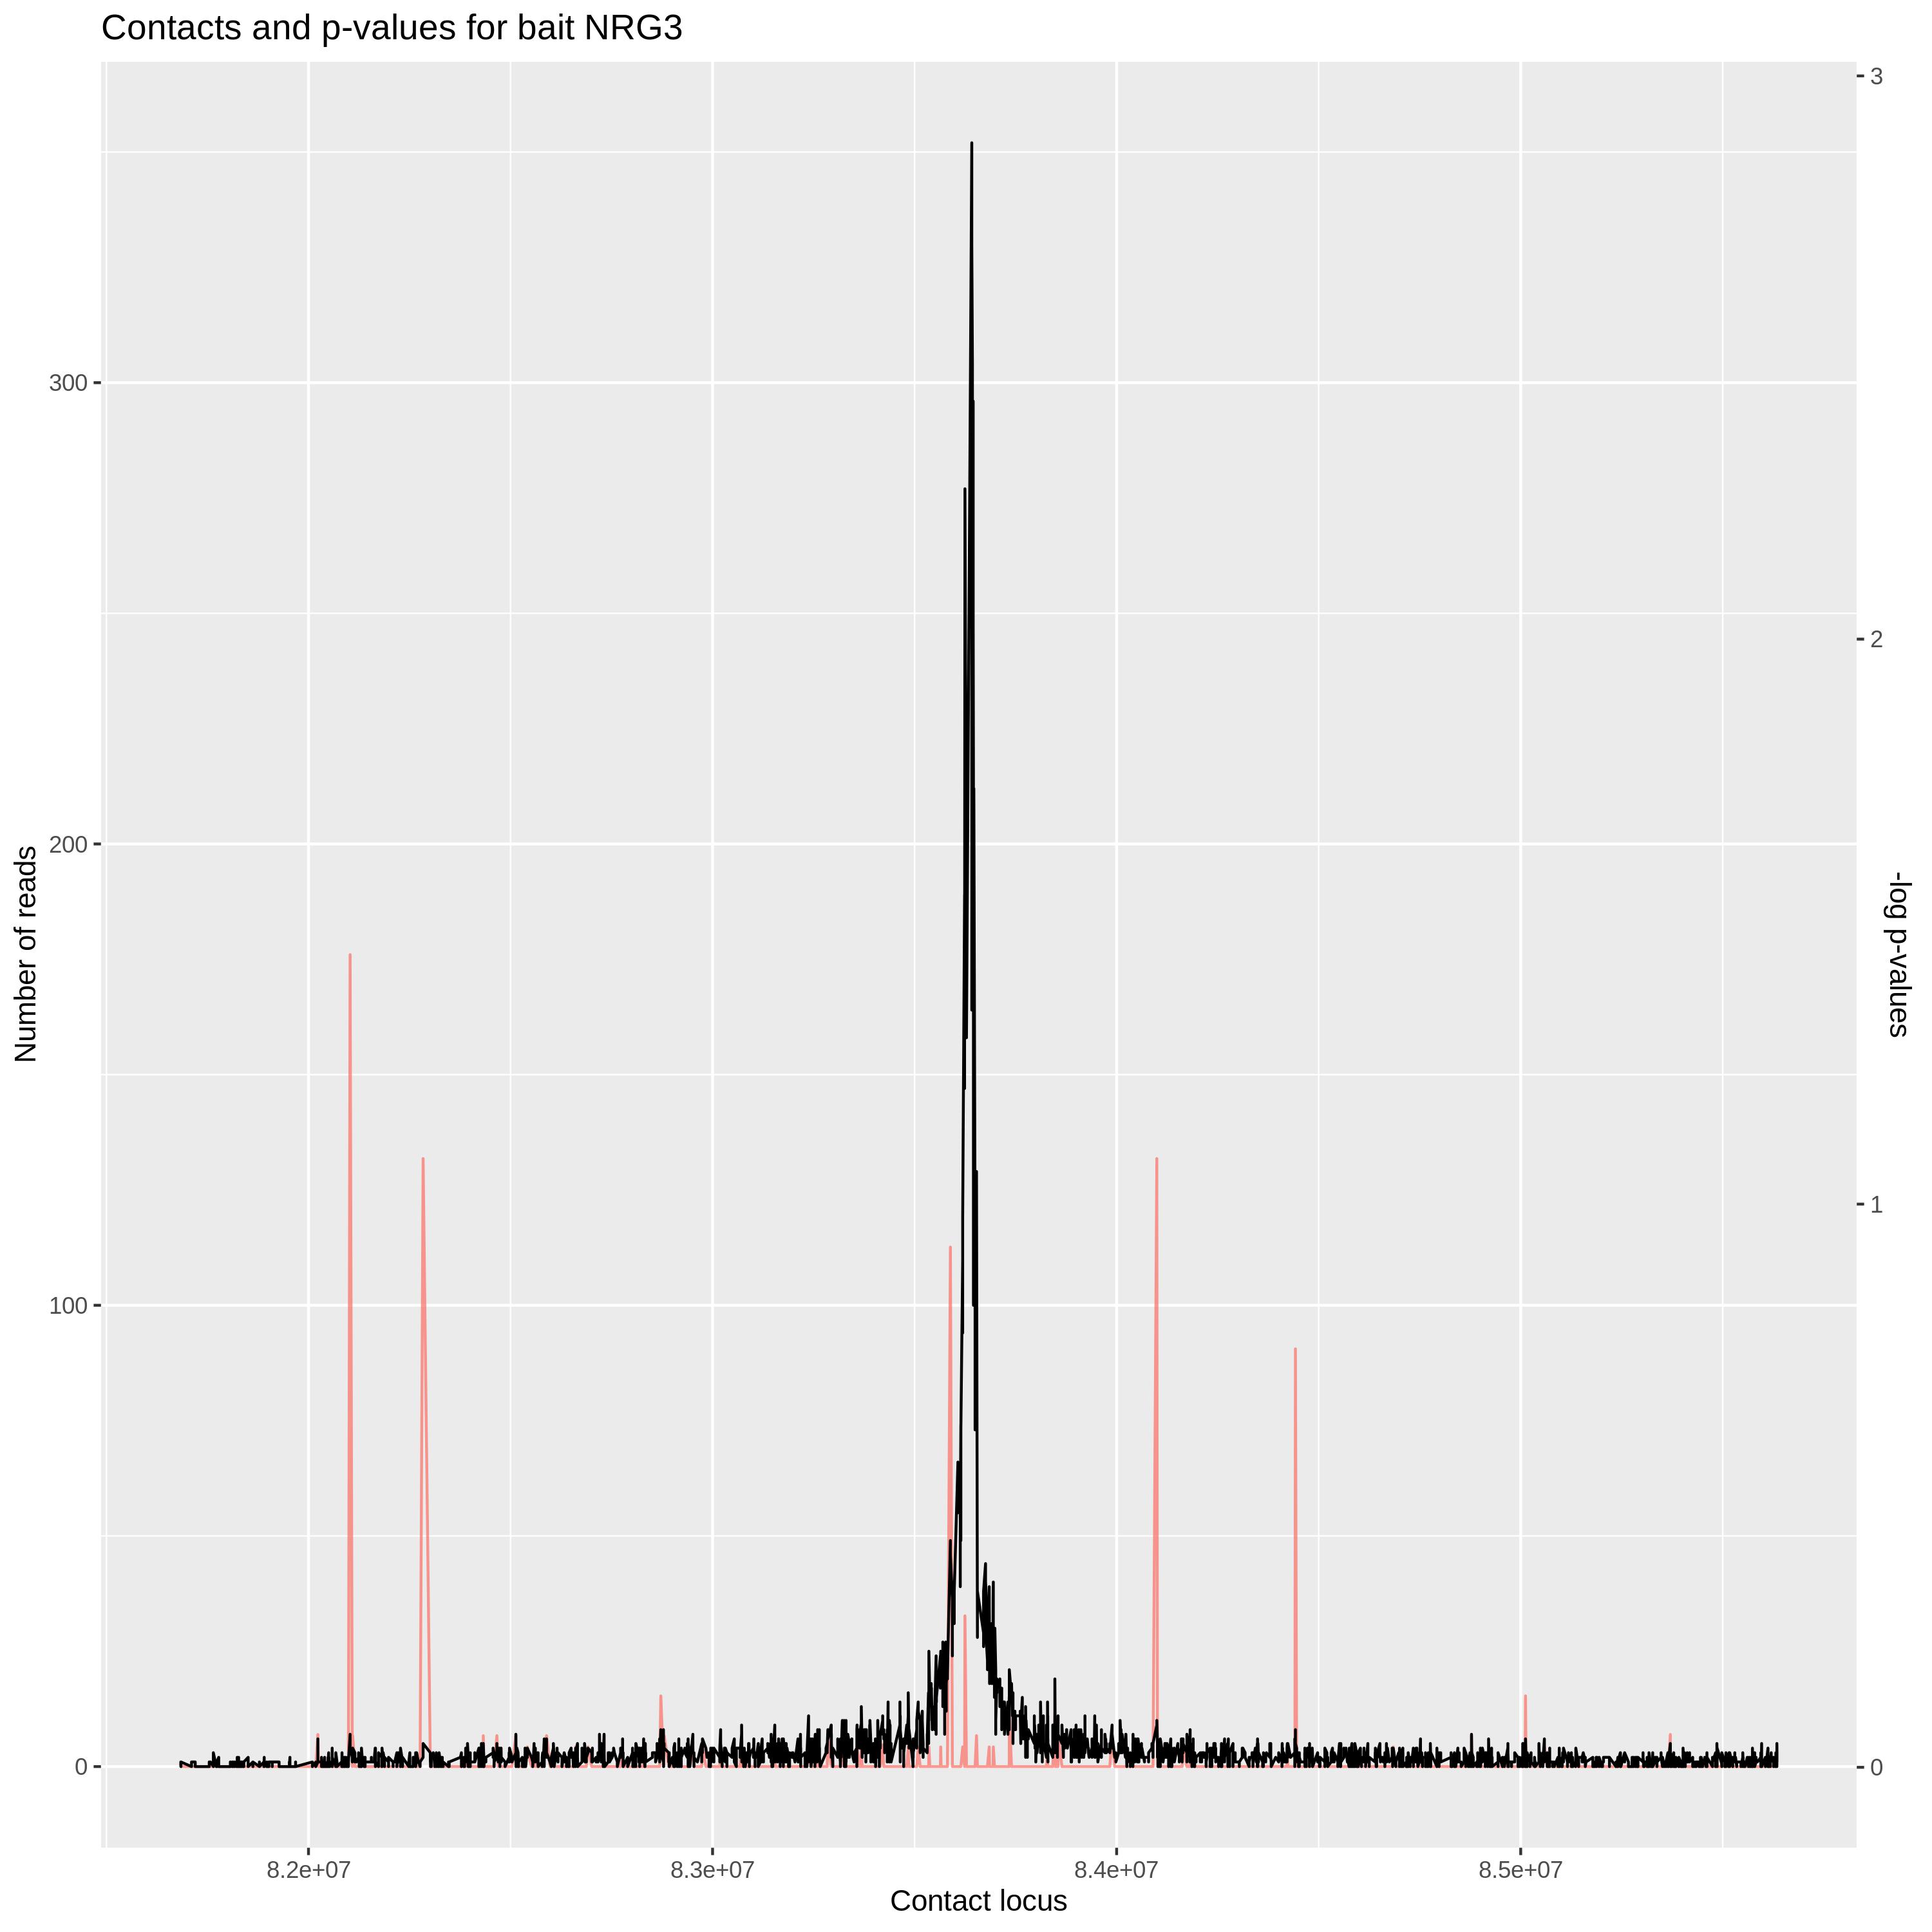 Contacts and p-values for bait NRG3
3
300
2
200
Number of reads
-log p-values
1
100
0
0
8.2e+07
8.3e+07
8.4e+07
8.5e+07
Contact locus